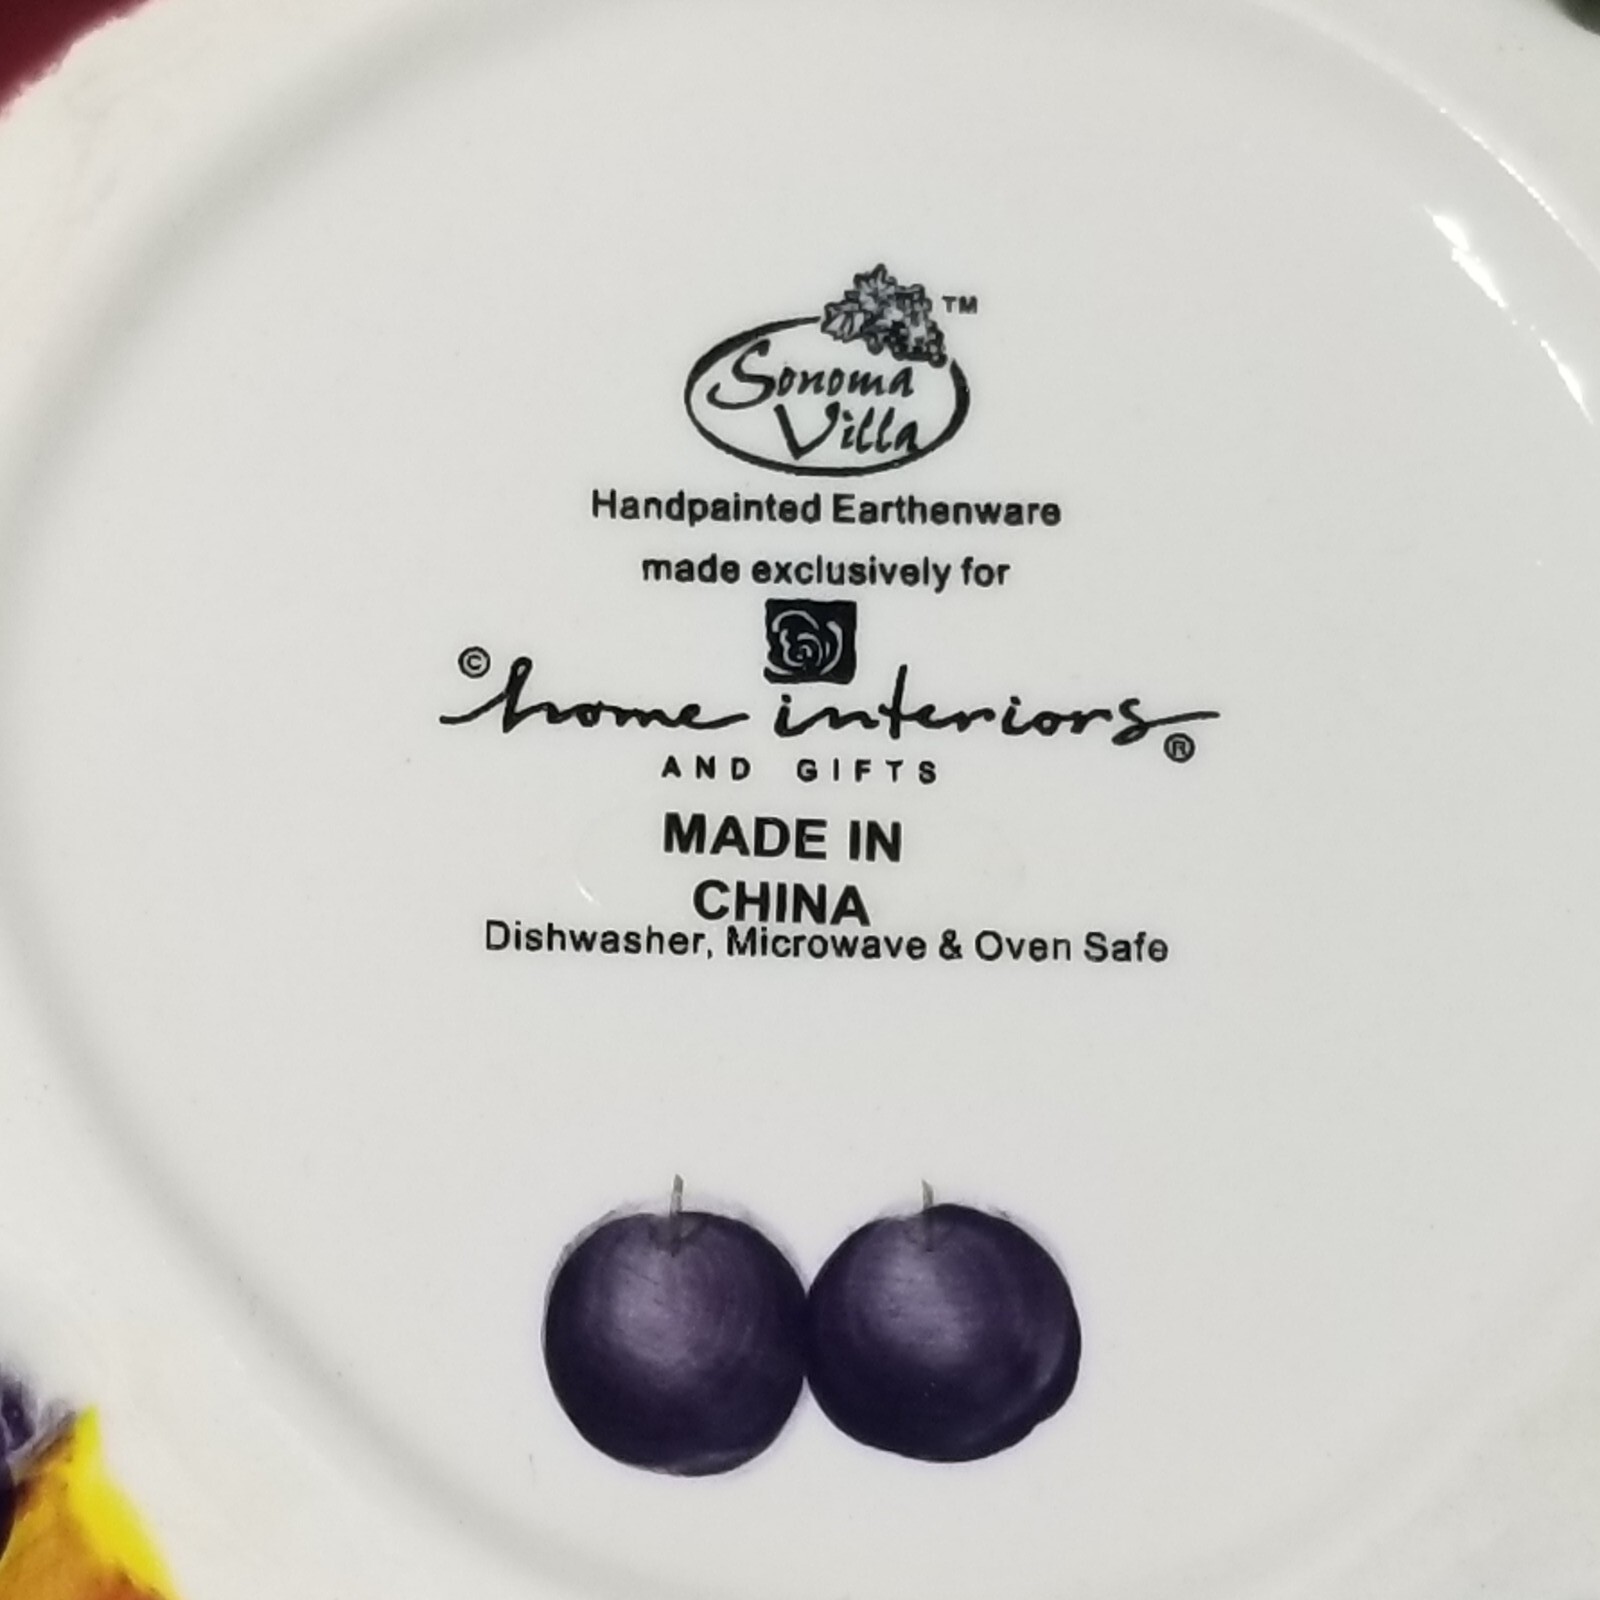 Sonoma
Villa
™
Handpainted Earthenware
made exclusively for
© home interiors ®
AND GIFTS
MADE IN
CHINA
Dishwasher, Microwave & Oven Safe